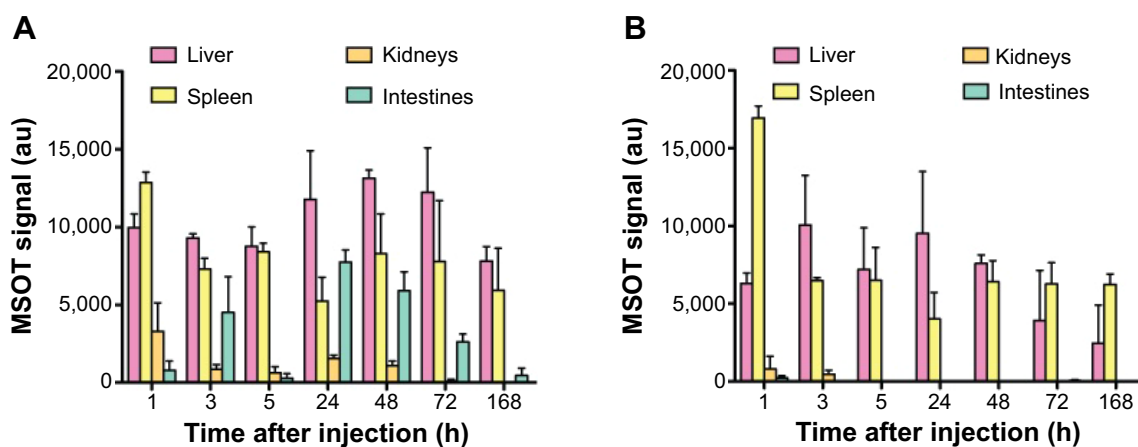 A
Liver
Kidneys
Spleen
Intestines
20,000
15,000
10,000
5,000
0
MSOT signal (au)
1 3 5 24 48 72 168
Time after injection (h)
B
Liver
Kidneys
Spleen
Intestines
20,000
15,000
10,000
5,000
0
MSOT signal (au)
1 3 5 24 48 72 168
Time after injection (h)